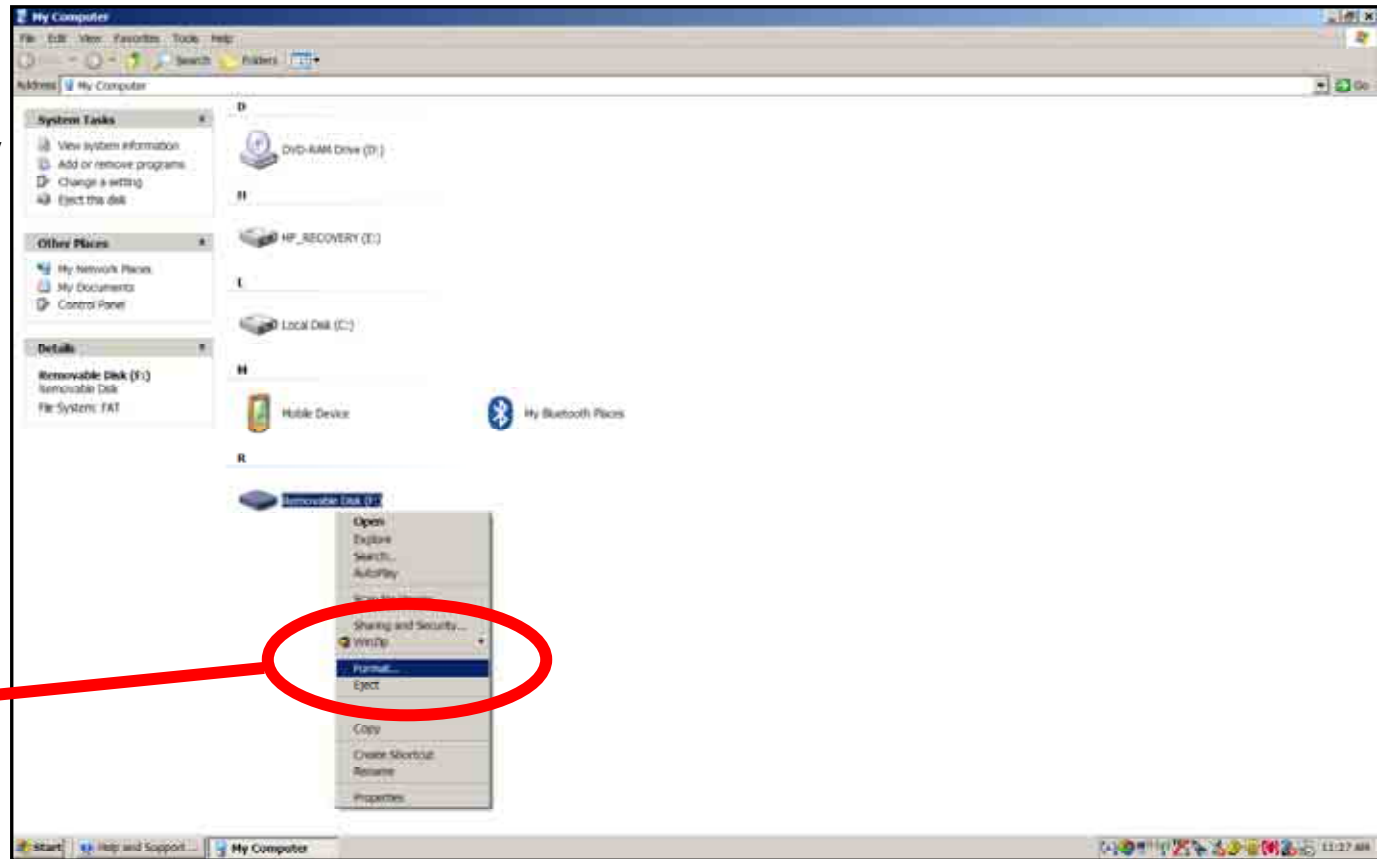 My Computer
File Edit View Favorites Tools Help
Search Folders
Address My Computer Go
System Tasks
View system information
Add or remove programs
Change a setting
Eject this disk
Other Places
My Network Places
My Documents
Control Panel
Details
Removable Disk (F:)
Removable Disk
File System: FAT
D
DVD-RAM Drive (D:)
H
HP_RECOVERY (E:)
L
Local Disk (C:)
M
Mobile Device
My Bluetooth Places
R
Removable Disk (F:)
Open
Explore
Search...
AutoPlay
Sharing and Security...
WinZip
Format...
Eject
Copy
Create Shortcut
Rename
Properties
Start
Help and Support ...
My Computer
11:27 AM